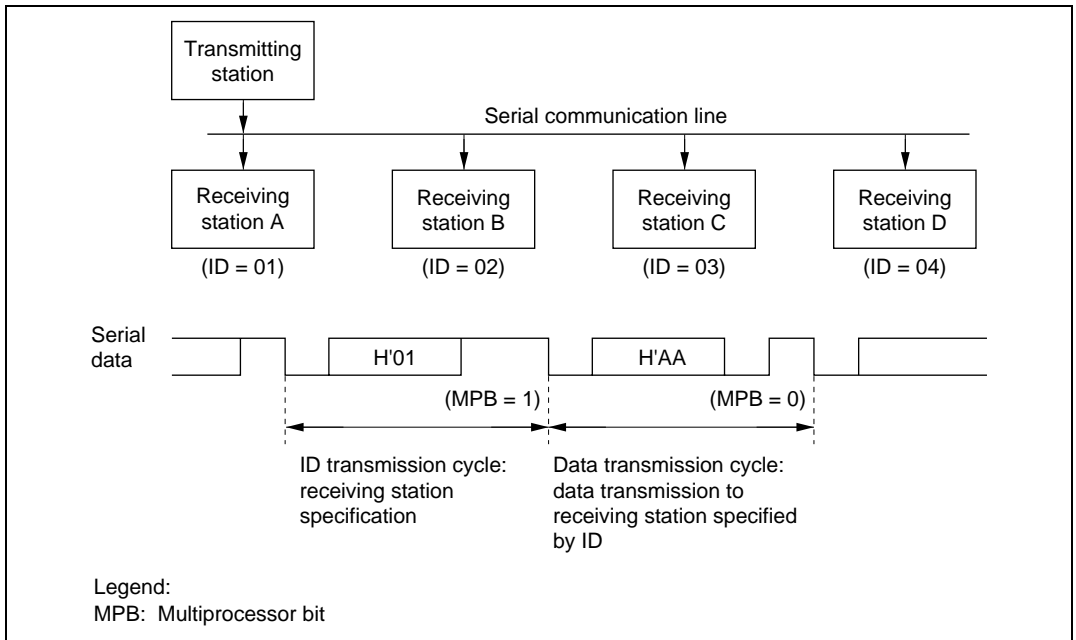 Transmitting
station
Serial communication line
Receiving
station A
Receiving
station B
Receiving
station C
Receiving
station D
(ID = 01)
(ID = 02)
(ID = 03)
(ID = 04)
Serial
data
H'01
H'AA
(MPB = 1)
(MPB = 0)
ID transmission cycle:
receiving station
specification
Data transmission cycle:
data transmission to
receiving station specified
by ID
Legend:
MPB: Multiprocessor bit